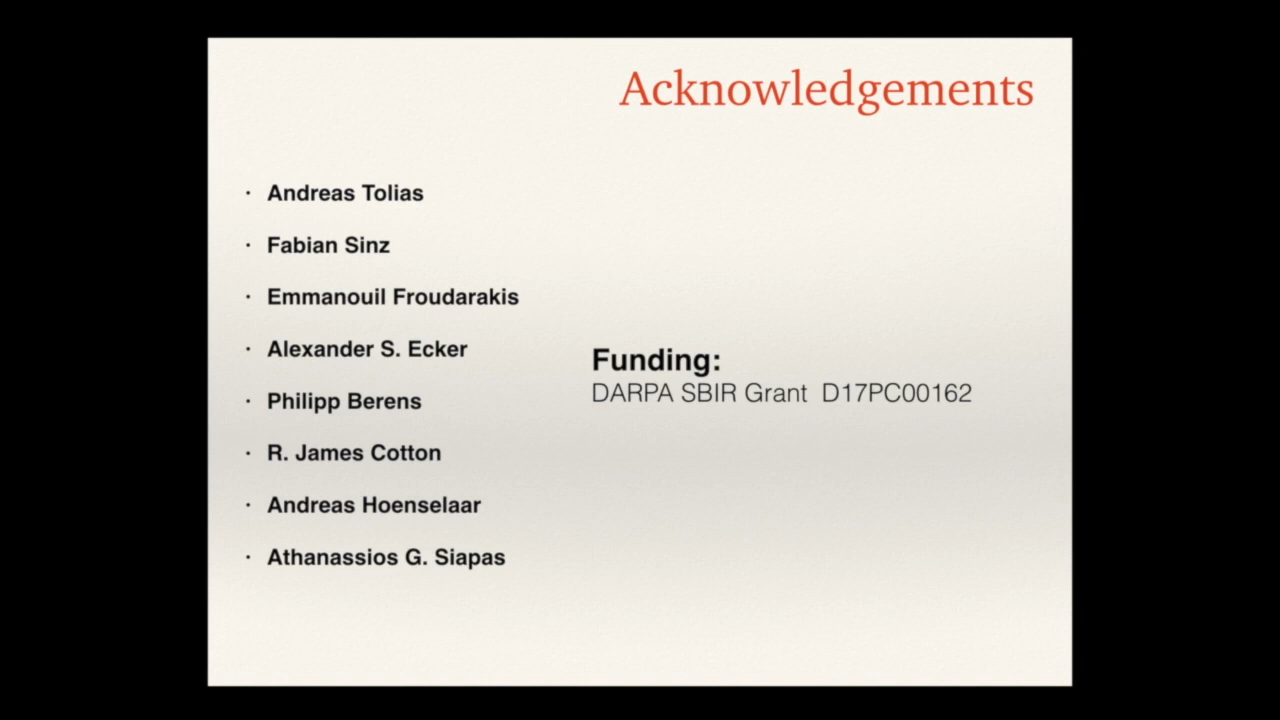 Acknowledgements
· Andreas Tolias
· Fabian Sinz
· Emmanouil Froudarakis
· Alexander S. Ecker
· Philipp Berens
· R. James Cotton
· Andreas Hoenselaar
· Athanassios G. Siapas
Funding:
DARPA SBIR Grant D17PC00162